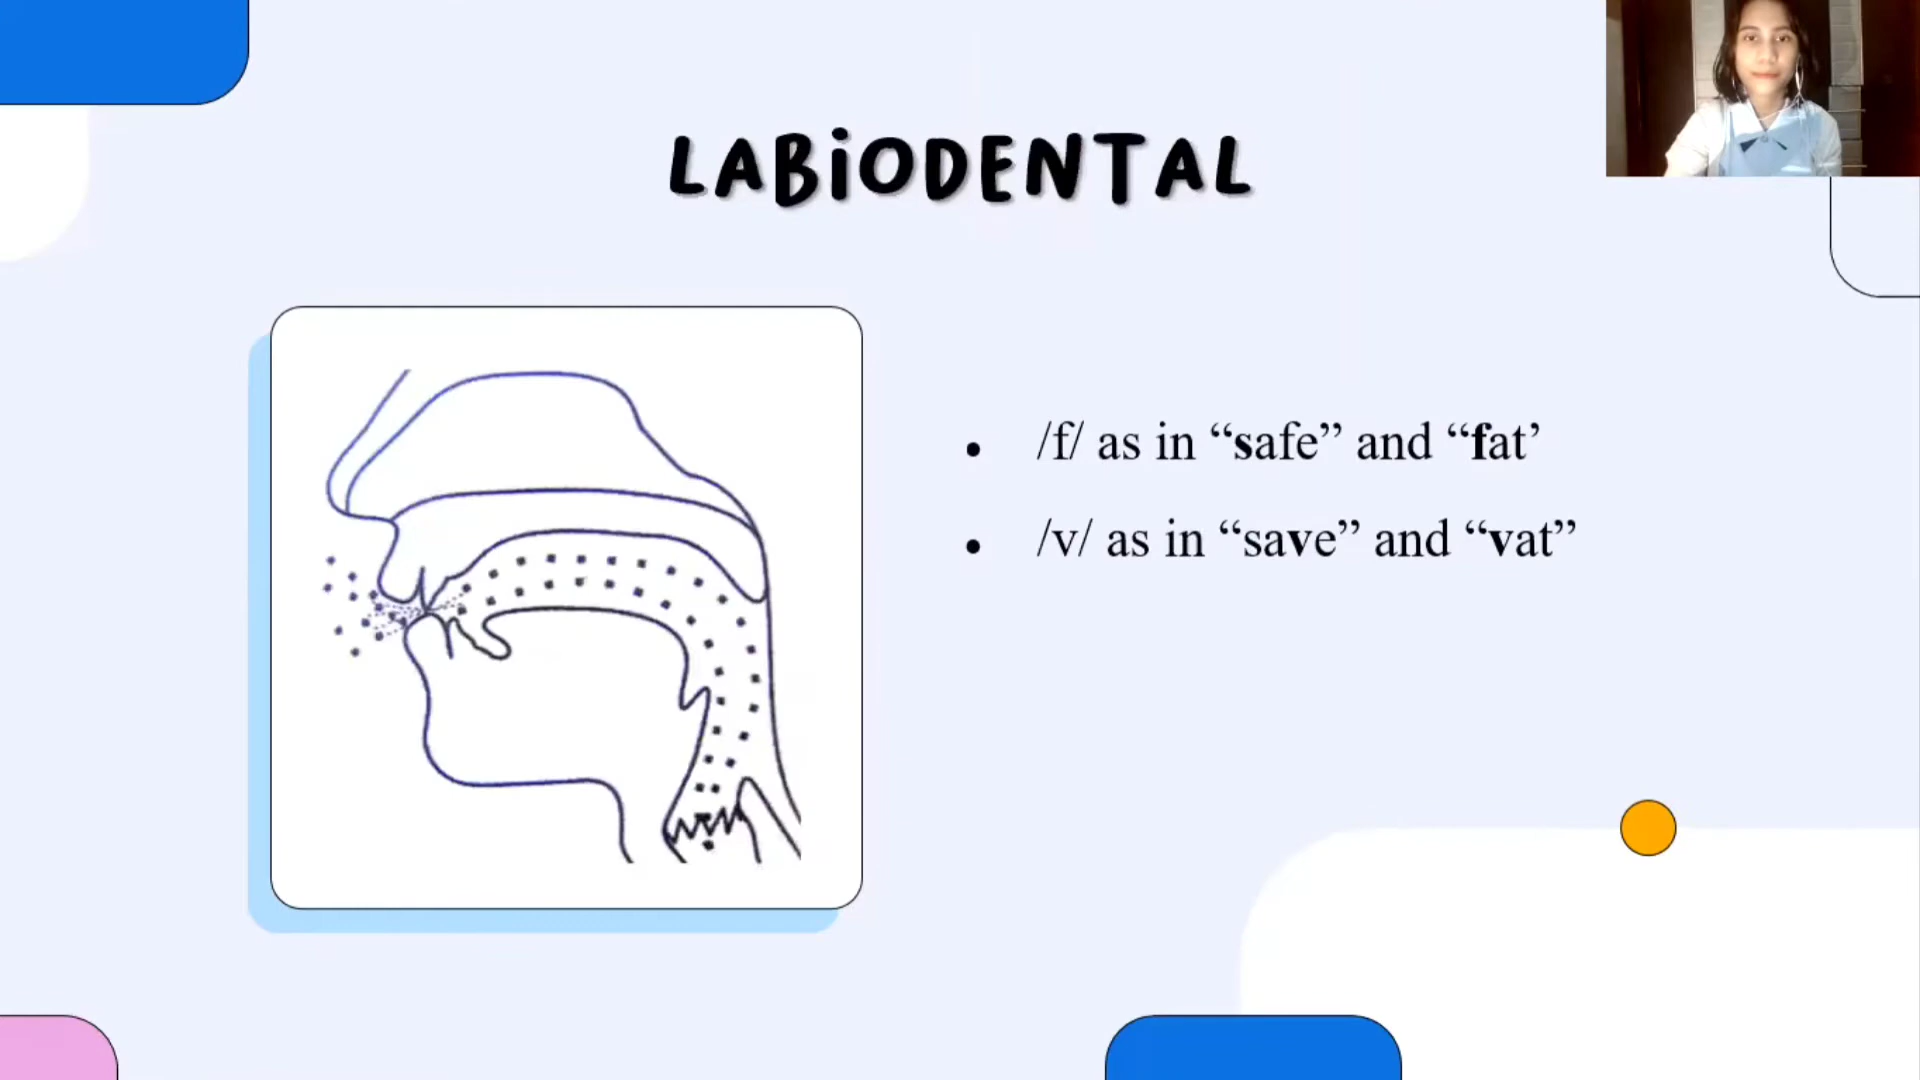 LABiODENTAL
• /f/ as in “safe” and “fat’
• /v/ as in “save” and “vat”